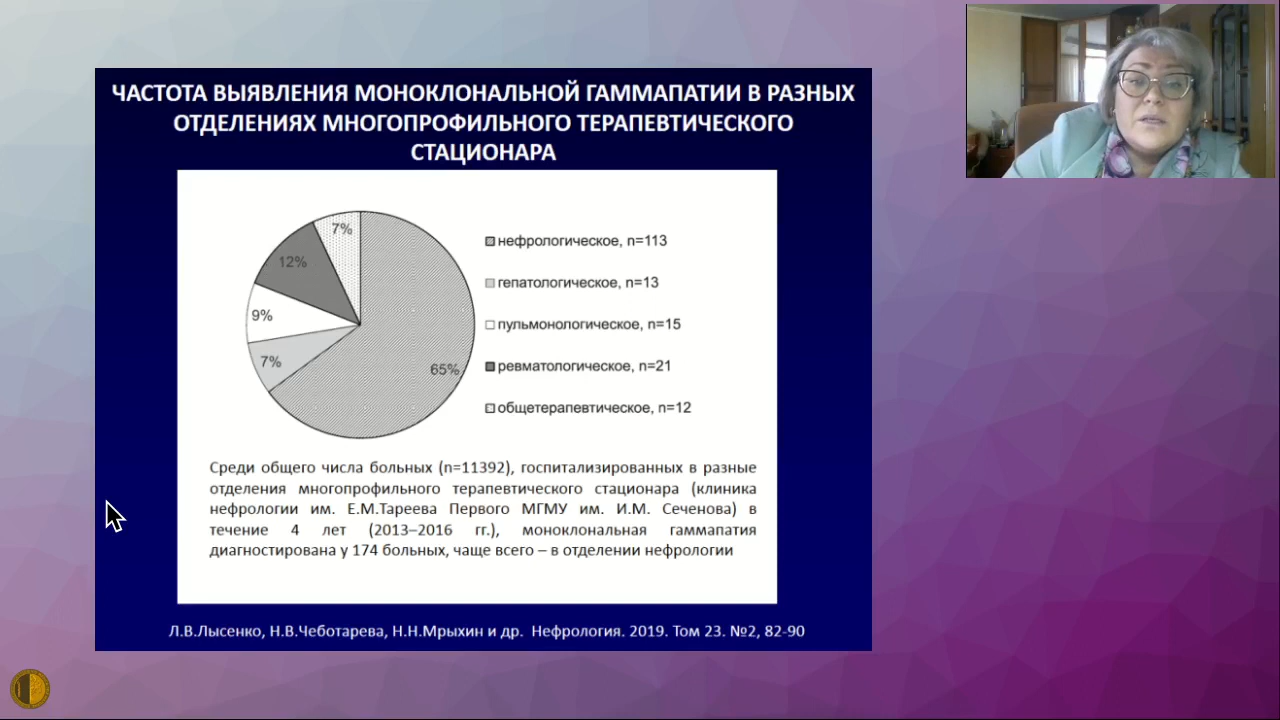 ЧАСТОТА ВЫЯВЛЕНИЯ МОНОКЛОНАЛЬНОЙ ГАММАПАТИИ В РАЗНЫХ
ОТДЕЛЕНИЯХ МНОГОПРОФИЛЬНОГО ТЕРАПЕВТИЧЕСКОГО
СТАЦИОНАРА
7%
12%
9%
7%
65%
нефрологическое, n=113
гепатологическое, n=13
пульмонологическое, n=15
ревматологическое, n=21
общетерапевтическое, n=12
Среди общего числа больных (n=11392), госпитализированных в разные
отделения многопрофильного терапевтического стационара (клиника
нефрологии им. Е.М.Тареева Первого МГМУ им. И.М. Сеченова) в
течение 4 лет (2013–2016 гг.), моноклональная гаммапатия
диагностирована у 174 больных, чаще всего – в отделении нефрологии
Л.В.Лысенко, Н.В.Чеботарева, Н.Н.Мрыхин и др. Нефрология. 2019. Том 23. №2, 82-90